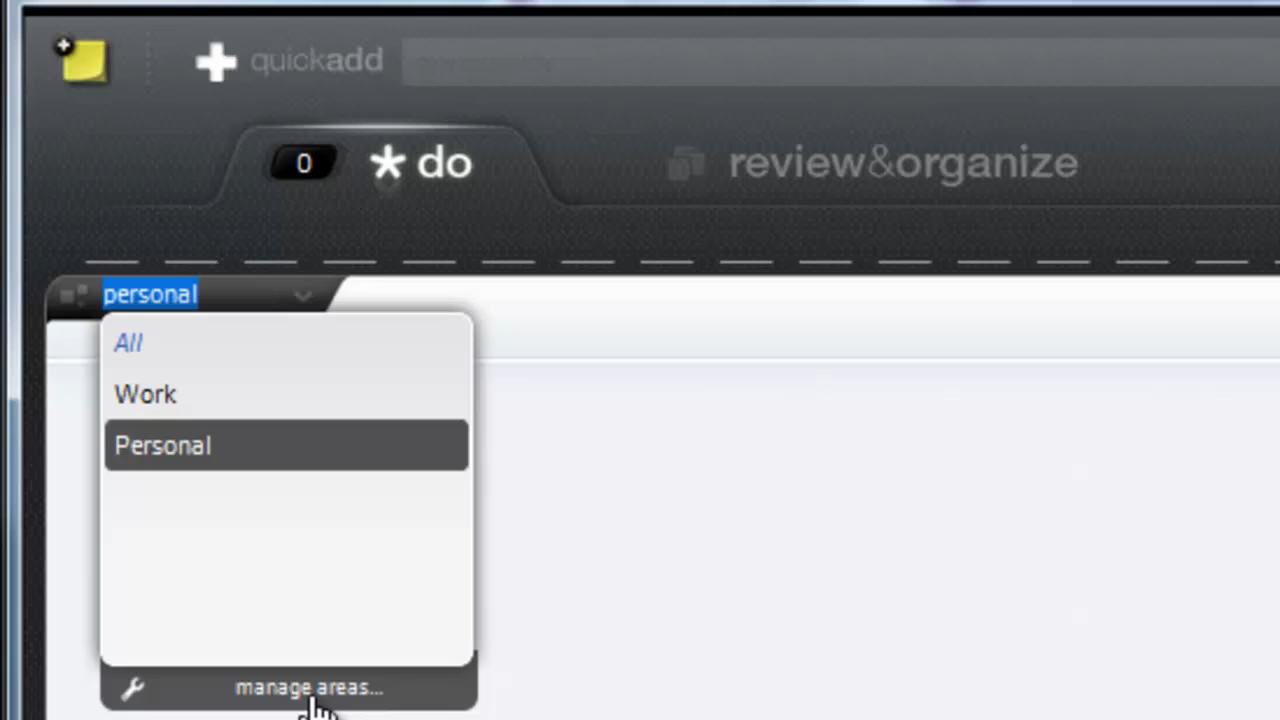 quickadd
0 * do
review&organize
personal
All
Work
Personal
manage areas...